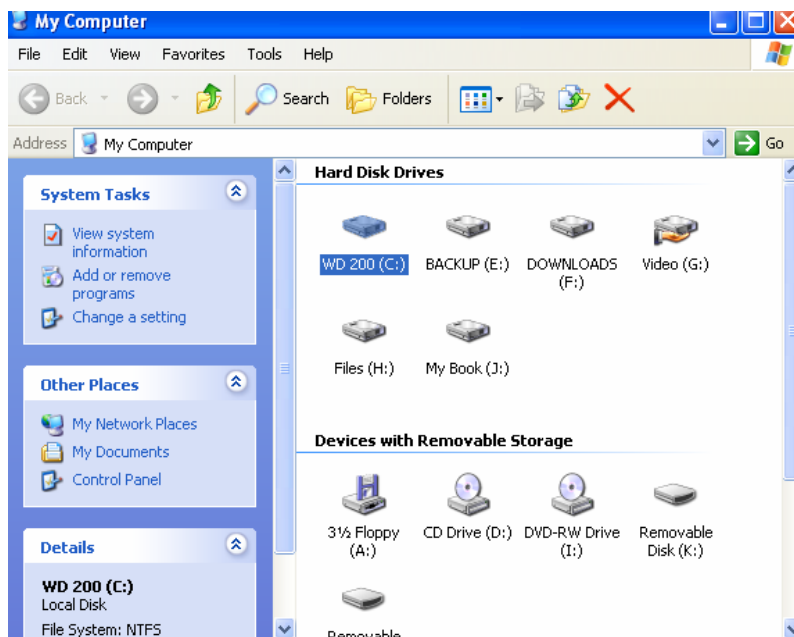 My Computer
File Edit View Favorites Tools Help
Back Search Folders
Address My Computer Go
System Tasks
View system
information
Add or remove
programs
Change a setting
Other Places
My Network Places
My Documents
Control Panel
Details
WD 200 (C:)
Local Disk
File System: NTFS
Hard Disk Drives
WD 200 (C:) BACKUP (E:) DOWNLOADS Video (G:)
(F:)
Files (H:) My Book (J:)
Devices with Removable Storage
3½ Floppy CD Drive (D:) DVD-RW Drive Removable
(A:) (I:) Disk (K:)
Removable